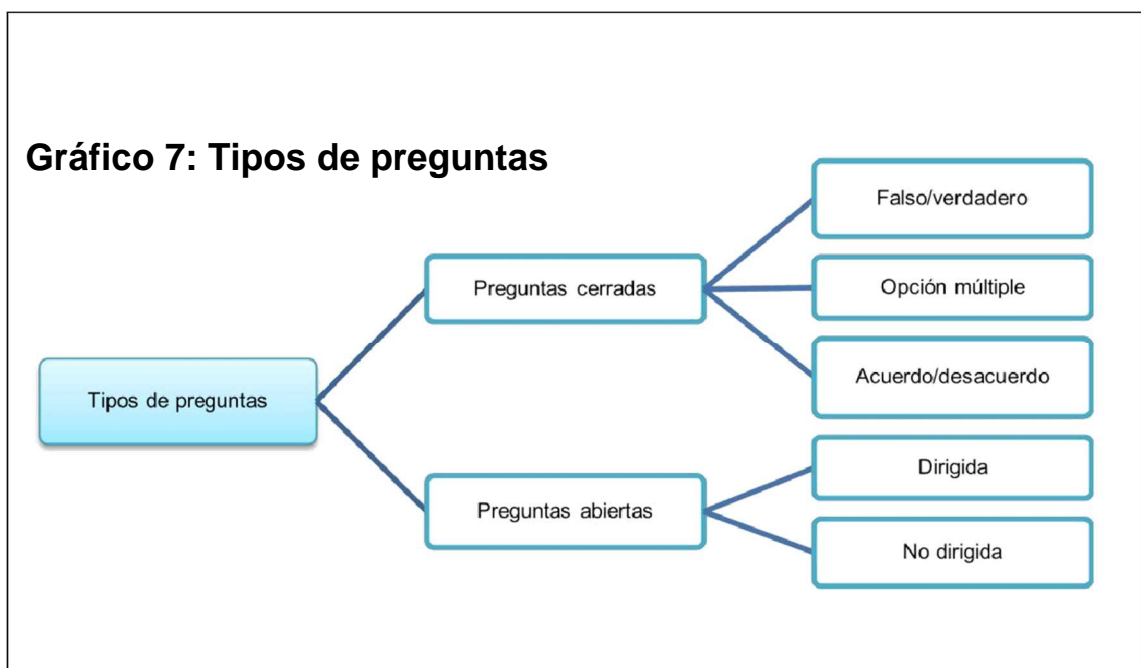 Gráfico 7: Tipos de preguntas
Tipos de preguntas
Preguntas cerradas
Falso/verdadero
Opción múltiple
Acuerdo/desacuerdo
Preguntas abiertas
Dirigida
No dirigida